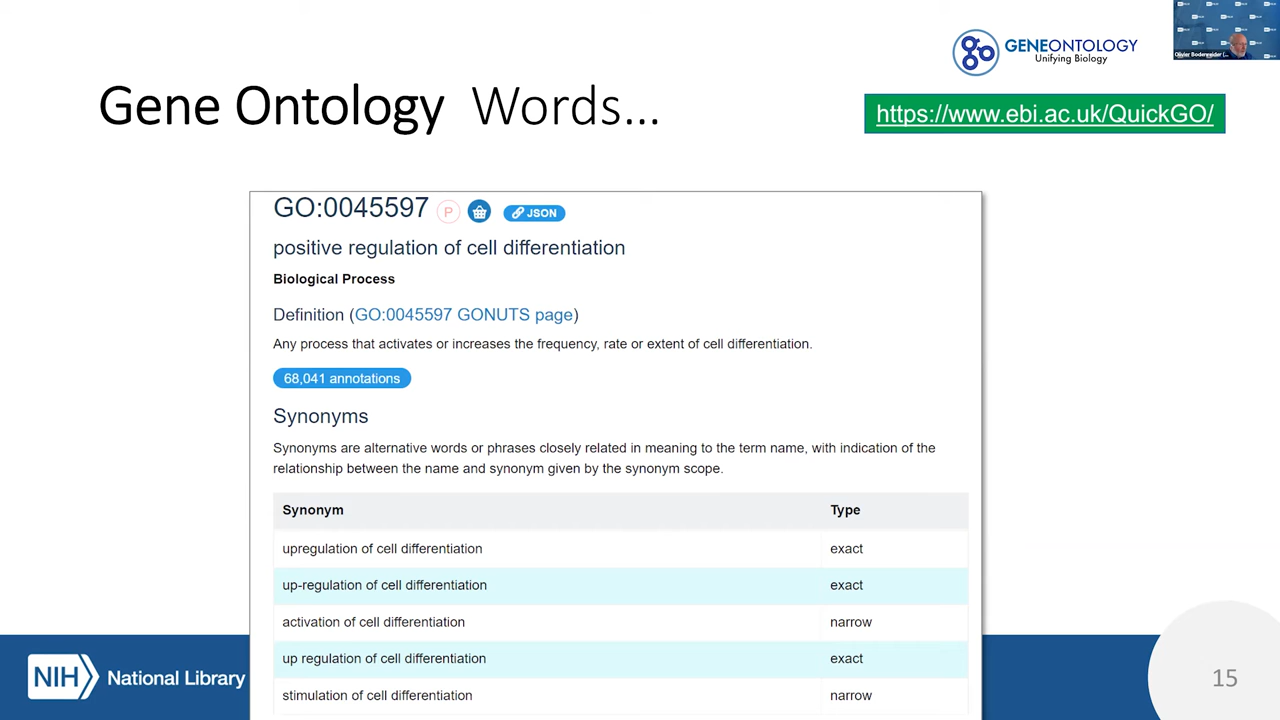 GENEONTOLOGY
Unifying Biology
Gene Ontology Words...
https://www.ebi.ac.uk/QuickGO/
GO:0045597 P JSON
positive regulation of cell differentiation
Biological Process
Definition (GO:0045597 GONUTS page)
Any process that activates or increases the frequency, rate or extent of cell differentiation.
68,041 annotations
Synonyms
Synonyms are alternative words or phrases closely related in meaning to the term name, with indication of the
relationship between the name and synonym given by the synonym scope.
Synonym Type
upregulation of cell differentiation exact
up-regulation of cell differentiation exact
activation of cell differentiation narrow
up regulation of cell differentiation exact
stimulation of cell differentiation narrow
NIH National Library
15